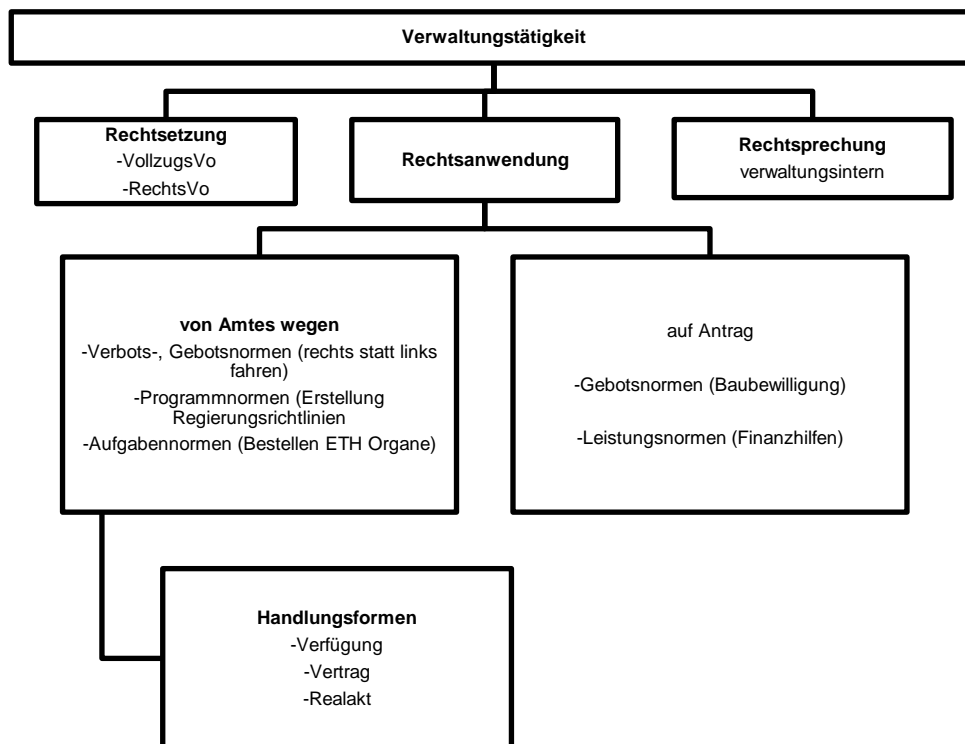 Verwaltungstätigkeit
Rechtsetzung
-VollzugsVo
-RechtsVo
Rechtsanwendung
Rechtsprechung
verwaltungsintern
von Amtes wegen
-Verbots-, Gebotsnormen (rechts statt links
fahren)
-Programmnormen (Erstellung
Regierungsrichtlinien
-Aufgabennormen (Bestellen ETH Organe)
auf Antrag
-Gebotsnormen (Baubewilligung)
-Leistungsnormen (Finanzhilfen)
Handlungsformen
-Verfügung
-Vertrag
-Realakt